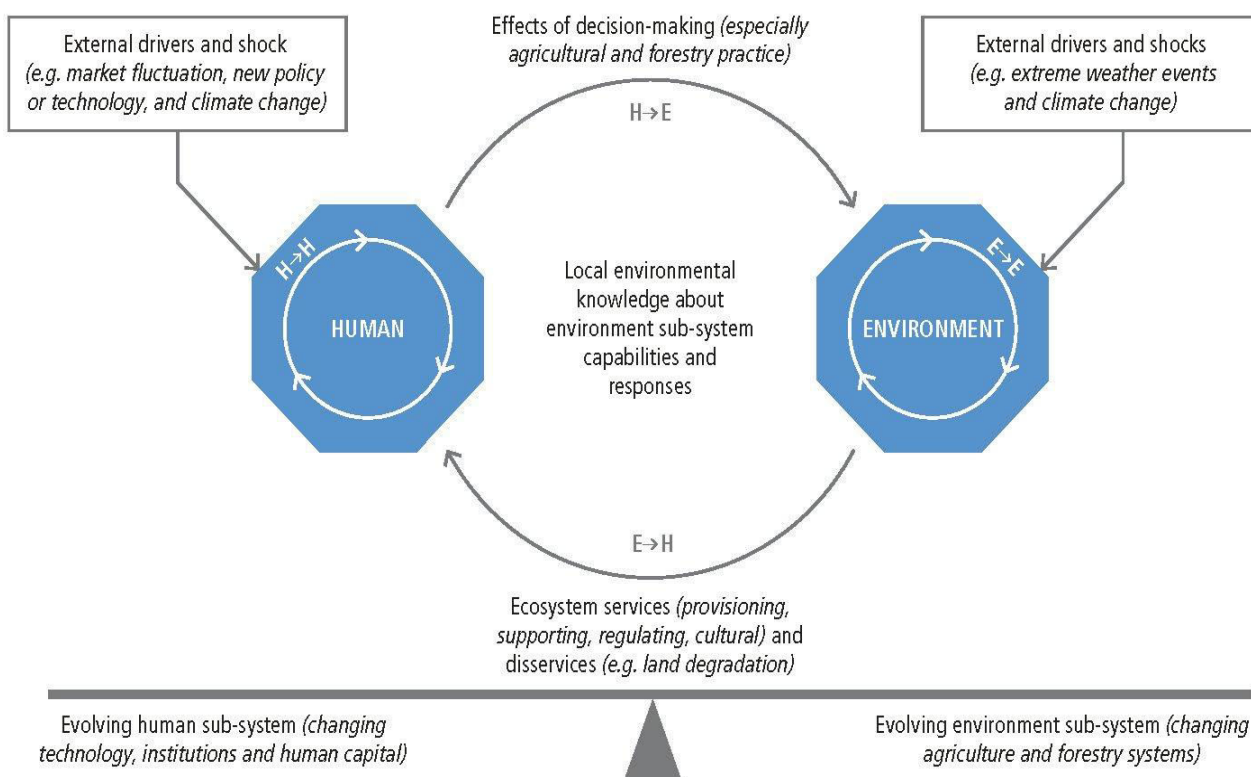 External drivers and shock
(e.g. market fluctuation, new policy
or technology, and climate change)
Effects of decision-making (especially
agricultural and forestry practice)
External drivers and shocks
(e.g. extreme weather events
and climate change)
H→E
H→H
HUMAN
Local environmental
knowledge about
environment sub-system
capabilities and
responses
E→E
ENVIRONMENT
E→H
Ecosystem services (provisioning,
supporting, regulating, cultural) and
disservices (e.g. land degradation)
Evolving human sub-system (changing
technology, institutions and human capital)
Evolving environment sub-system (changing
agriculture and forestry systems)